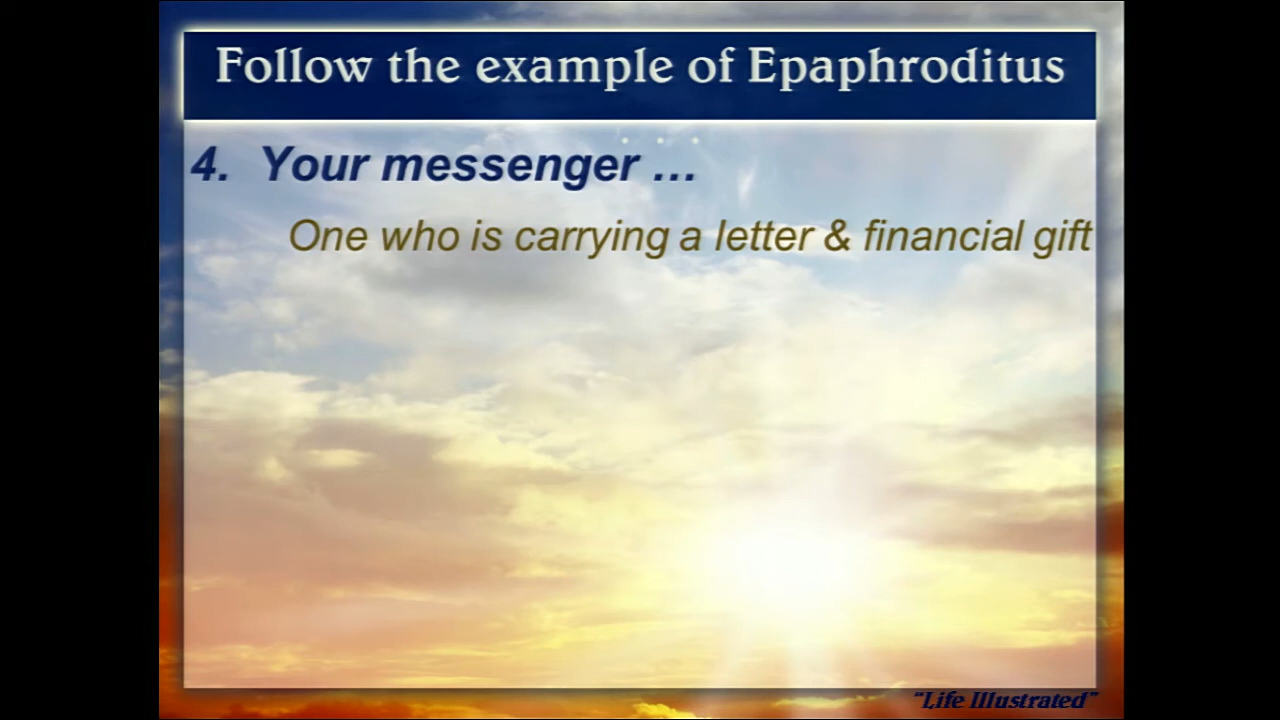 Follow the example of Epaphroditus
. . .
4. Your messenger ...
One who is carrying a letter & financial gift
"Life Illustrated"